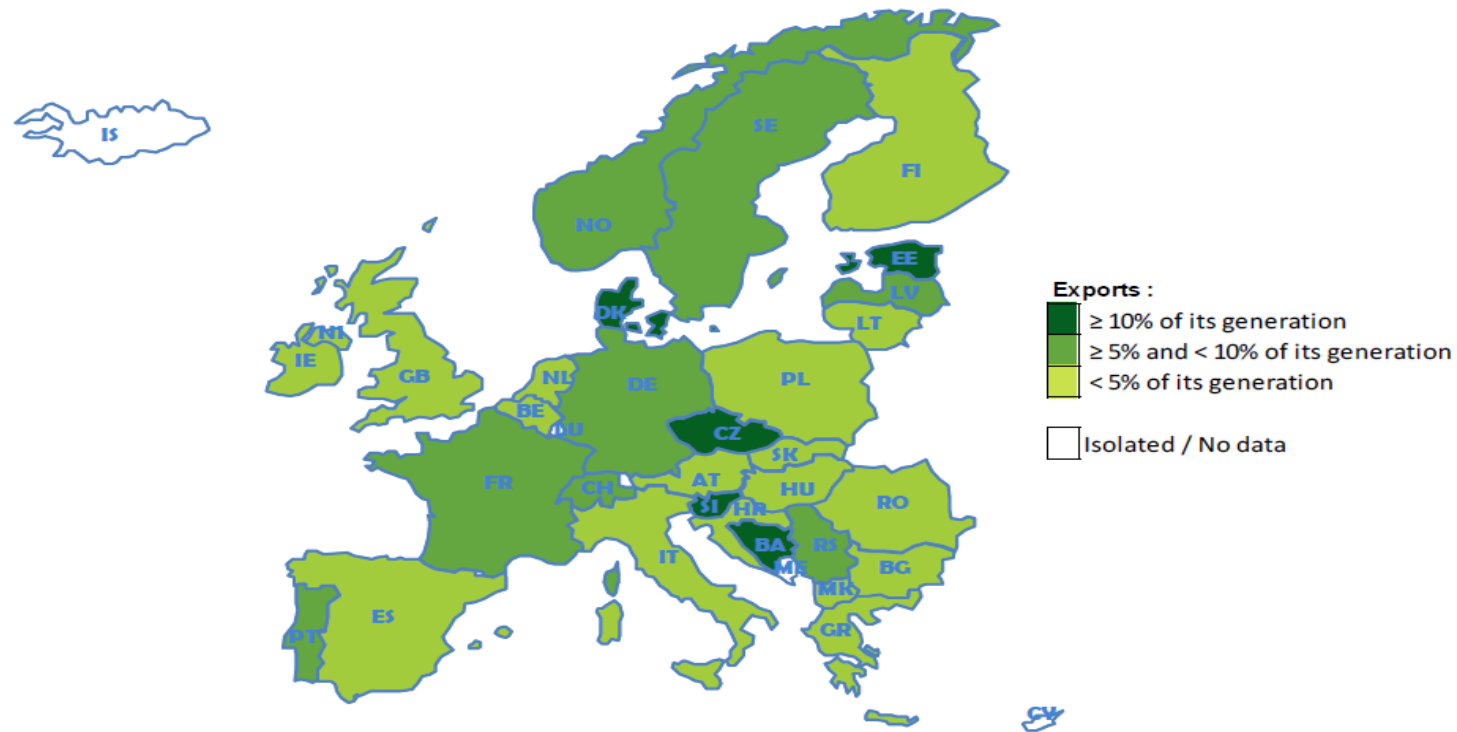 IS
SE
FI
NO
EE
LV
DK
LT
NI
IE
GB
NL
DE
PL
BE
LU
CZ
SK
FR
CH
AT
HU
SI
HR
RO
BA
RS
IT
ME
BG
MK
ES
PT
GR
CY
Exports :
≥ 10% of its generation
≥ 5% and < 10% of its generation
< 5% of its generation
Isolated / No data